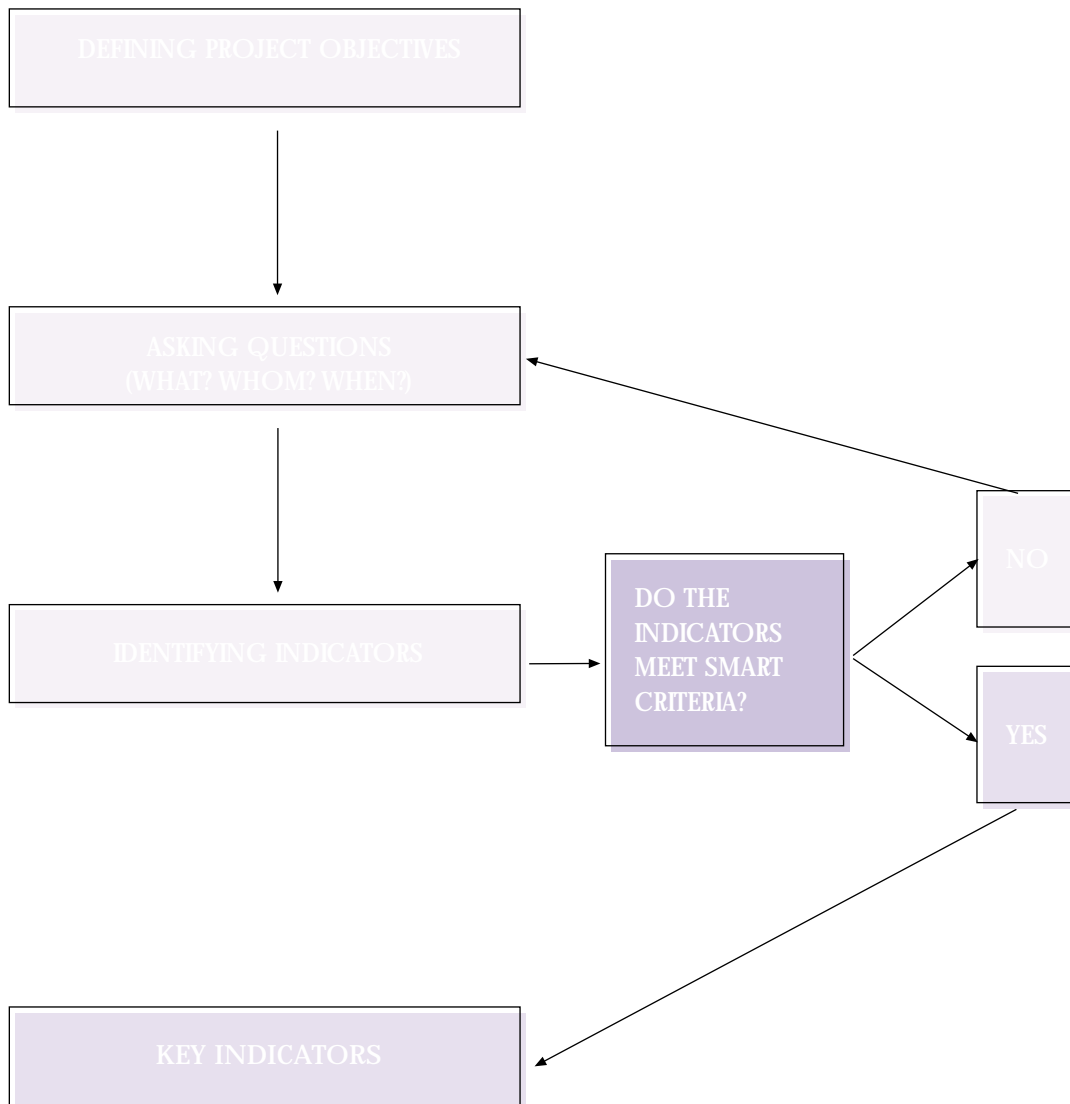 DEFINING PROJECT OBJECTIVES
ASKING QUESTIONS
(WHAT? WHOM? WHEN?)
IDENTIFYING INDICATORS
DO THE
INDICATORS
MEET SMART
CRITERIA?
NO
YES
KEY INDICATORS